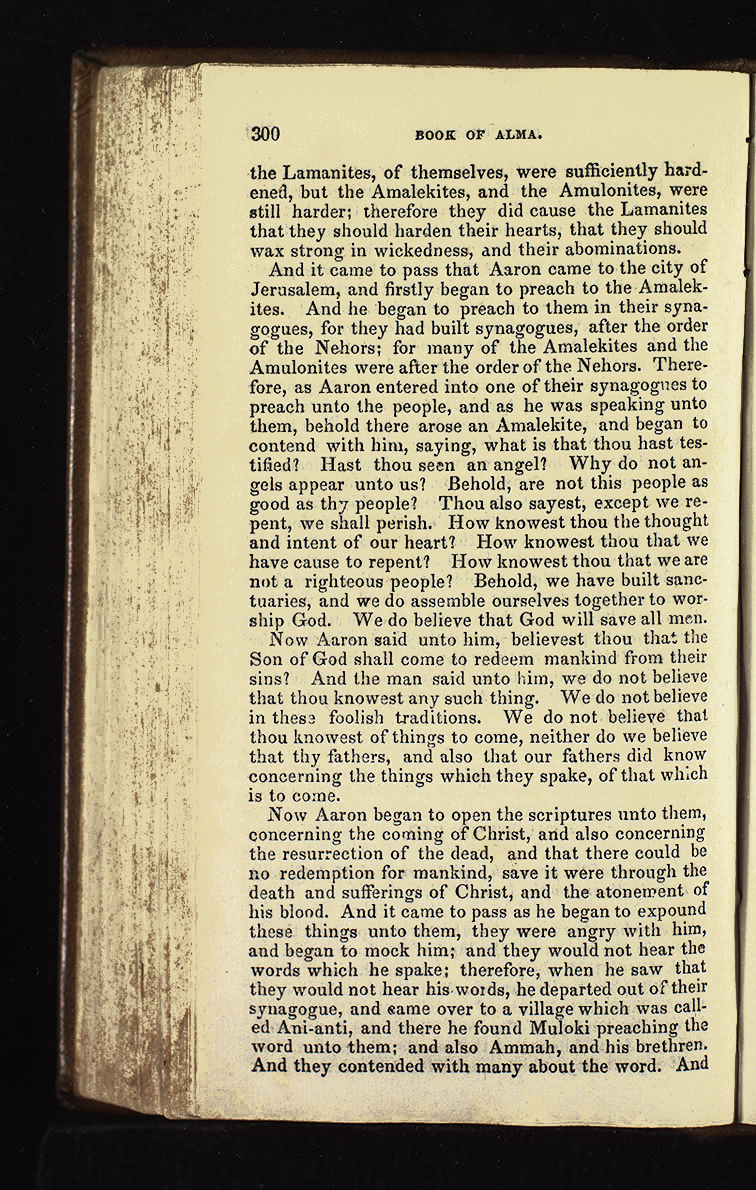 300 BOOK OF ALMA.
the Lamanites, of themselves, were sufficiently hard-
ened, but the Amalekites, and the Amulonites, were
still harder; therefore they did cause the Lamanites
that they should harden their hearts, that they should
wax strong in wickedness, and their abominations.
And it came to pass that Aaron came to the city of
Jerusalem, and firstly began to preach to the Amalek-
ites. And he began to preach to them in their syna-
gogues, for they had built synagogues, after the order
of the Nehors; for many of the Amalekites and the
Amulonites were after the order of the Nehors. There-
fore, as Aaron entered into one of their synagogues to
preach unto the people, and as he was speaking unto
them, behold there arose an Amalekite, and began to
contend with him, saying, what is that thou hast tes-
tified? Hast thou seen an angel? Why do not an-
gels appear unto us? Behold, are not this people as
good as thy people? Thou also sayest, except we re-
pent, we shall perish. How knowest thou the thought
and intent of our heart? How knowest thou that we
have cause to repent? How knowest thou that we are
not a righteous people? Behold, we have built sanc-
tuaries, and we do assemble ourselves together to wor-
ship God. We do believe that God will save all men.
Now Aaron said unto him, believest thou that the
Son of God shall come to redeem mankind from their
sins? And the man said unto him, we do not believe
that thou knowest any such thing. We do not believe
in these foolish traditions. We do not believe that
thou knowest of things to come, neither do we believe
that thy fathers, and also that our fathers did know
concerning the things which they spake, of that which
is to come.
Now Aaron began to open the scriptures unto them,
concerning the coming of Christ, and also concerning
the resurrection of the dead, and that there could be
no redemption for mankind, save it were through the
death and sufferings of Christ, and the atonement of
his blood. And it came to pass as he began to expound
these things unto them, they were angry with him,
and began to mock him; and they would not hear the
words which he spake; therefore, when he saw that
they would not hear his words, he departed out of their
synagogue, and came over to a village which was call-
ed Ani-anti, and there he found Muloki preaching the
word unto them; and also Ammah, and his brethren.
And they contended with many about the word. And